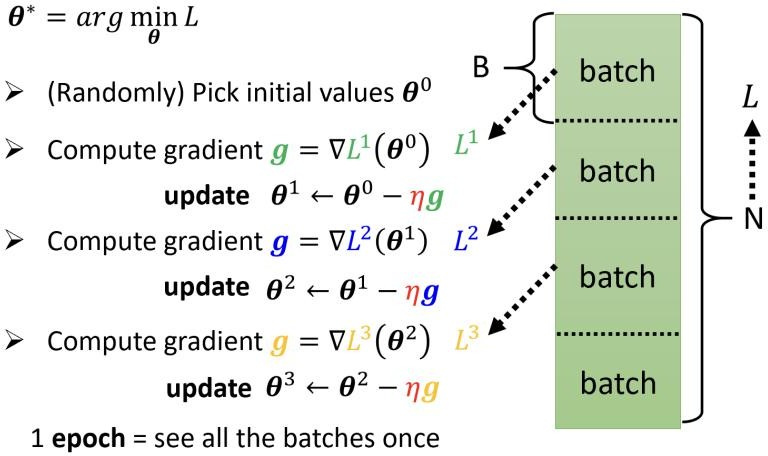 𝜽* = arg min L
𝜽
➢ (Randomly) Pick initial values 𝜽⁰
➢ Compute gradient 𝒈 = ∇L¹(𝜽⁰) L¹
update 𝜽¹ ← 𝜽⁰ − η𝒈
➢ Compute gradient 𝒈 = ∇L²(𝜽¹) L²
update 𝜽² ← 𝜽¹ − η𝒈
➢ Compute gradient 𝒈 = ∇L³(𝜽²) L³
update 𝜽³ ← 𝜽² − η𝒈
1 epoch = see all the batches once
B
batch
batch
batch
batch
L
N